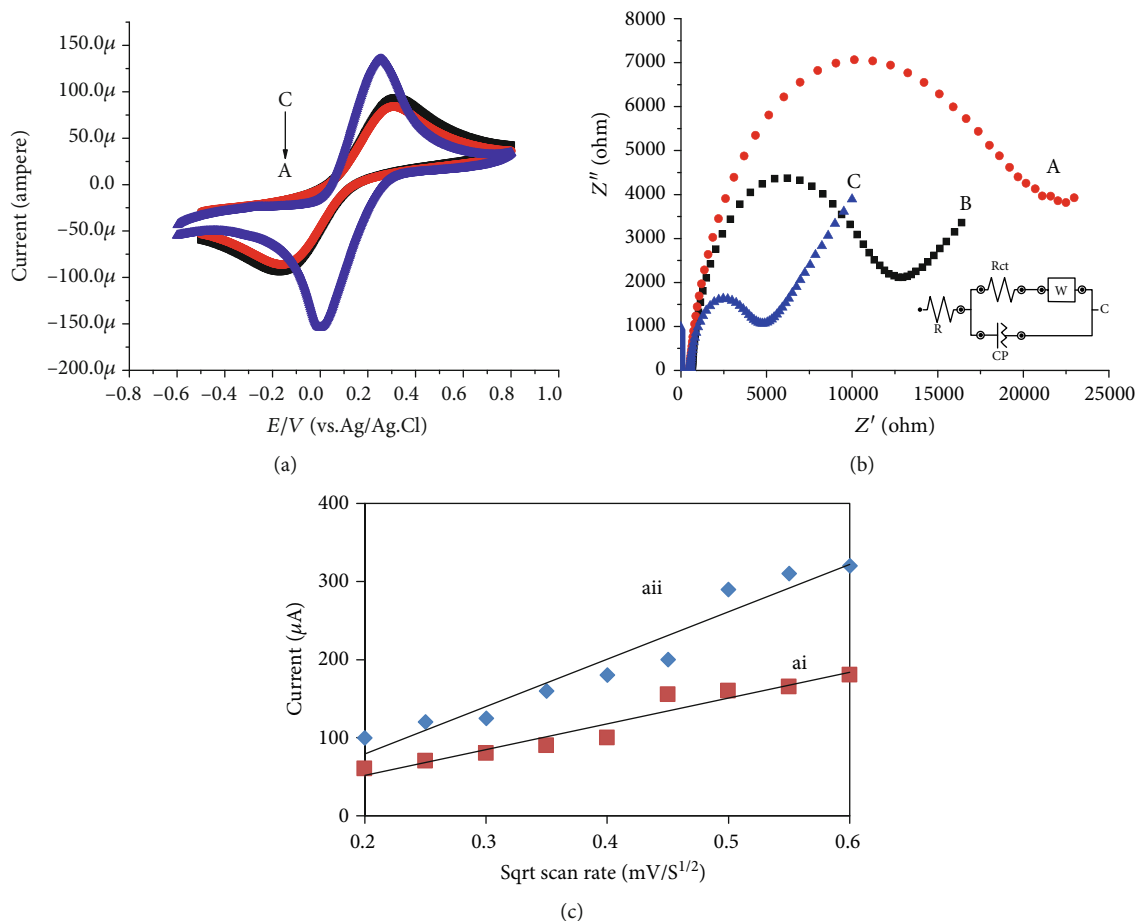 150.0μ
100.0μ
50.0μ
0.0
−50.0μ
−100.0μ
−150.0μ
−200.0μ
Current (ampere)
C
A
−0.8 −0.6 −0.4 −0.2 0.0 0.2 0.4 0.6 0.8 1.0
E/V (vs.Ag/Ag.Cl)
(a)
8000
7000
6000
5000
4000
3000
2000
1000
0
Z″ (ohm)
A
B
C
Rct
W
R
CP
C
0 5000 10000 15000 20000 25000
Z′ (ohm)
(b)
400
300
200
100
0
Current (μA)
aii
ai
0.2 0.3 0.4 0.5 0.6
Sqrt scan rate (mV/S^{1/2})
(c)